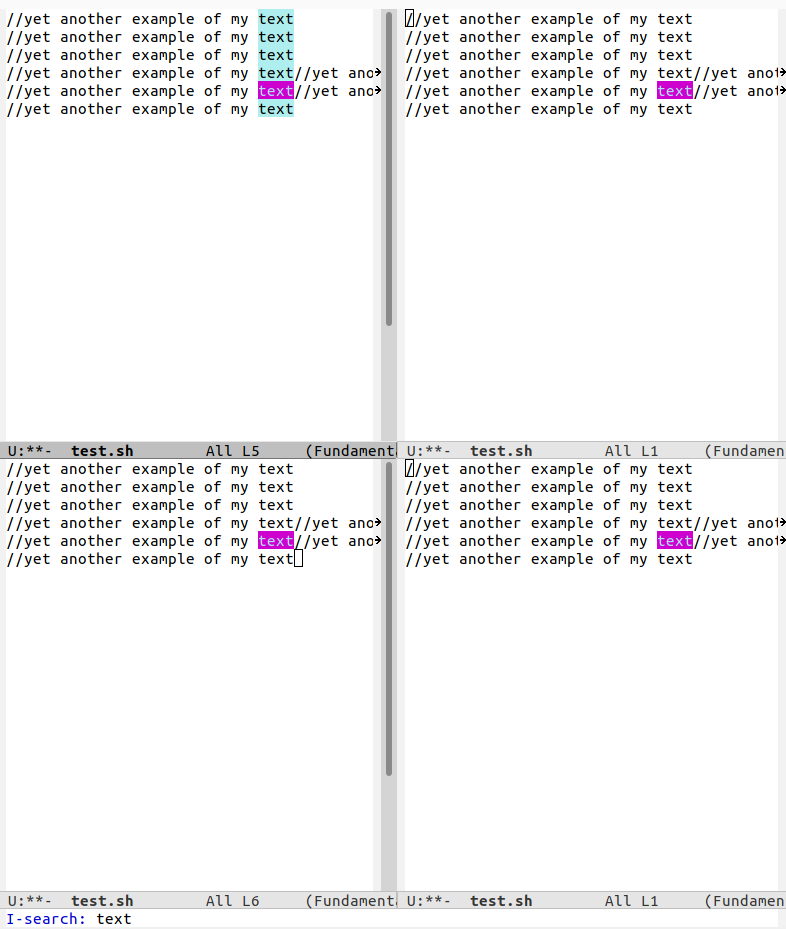 //yet another example of my text
//yet another example of my text
//yet another example of my text
//yet another example of my text//yet ano
//yet another example of my text//yet ano
//yet another example of my text
U:**-  test.sh        All L5     (Fundament
//yet another example of my text
//yet another example of my text
//yet another example of my text
//yet another example of my text//yet anot
//yet another example of my text//yet anot
//yet another example of my text
U:**-  test.sh        All L1     (Fundamen
//yet another example of my text
//yet another example of my text
//yet another example of my text
//yet another example of my text//yet ano
//yet another example of my text//yet ano
//yet another example of my text
U:**-  test.sh        All L6     (Fundament
//yet another example of my text
//yet another example of my text
//yet another example of my text
//yet another example of my text//yet anot
//yet another example of my text//yet anot
//yet another example of my text
U:**-  test.sh        All L1     (Fundamen
I-search: text